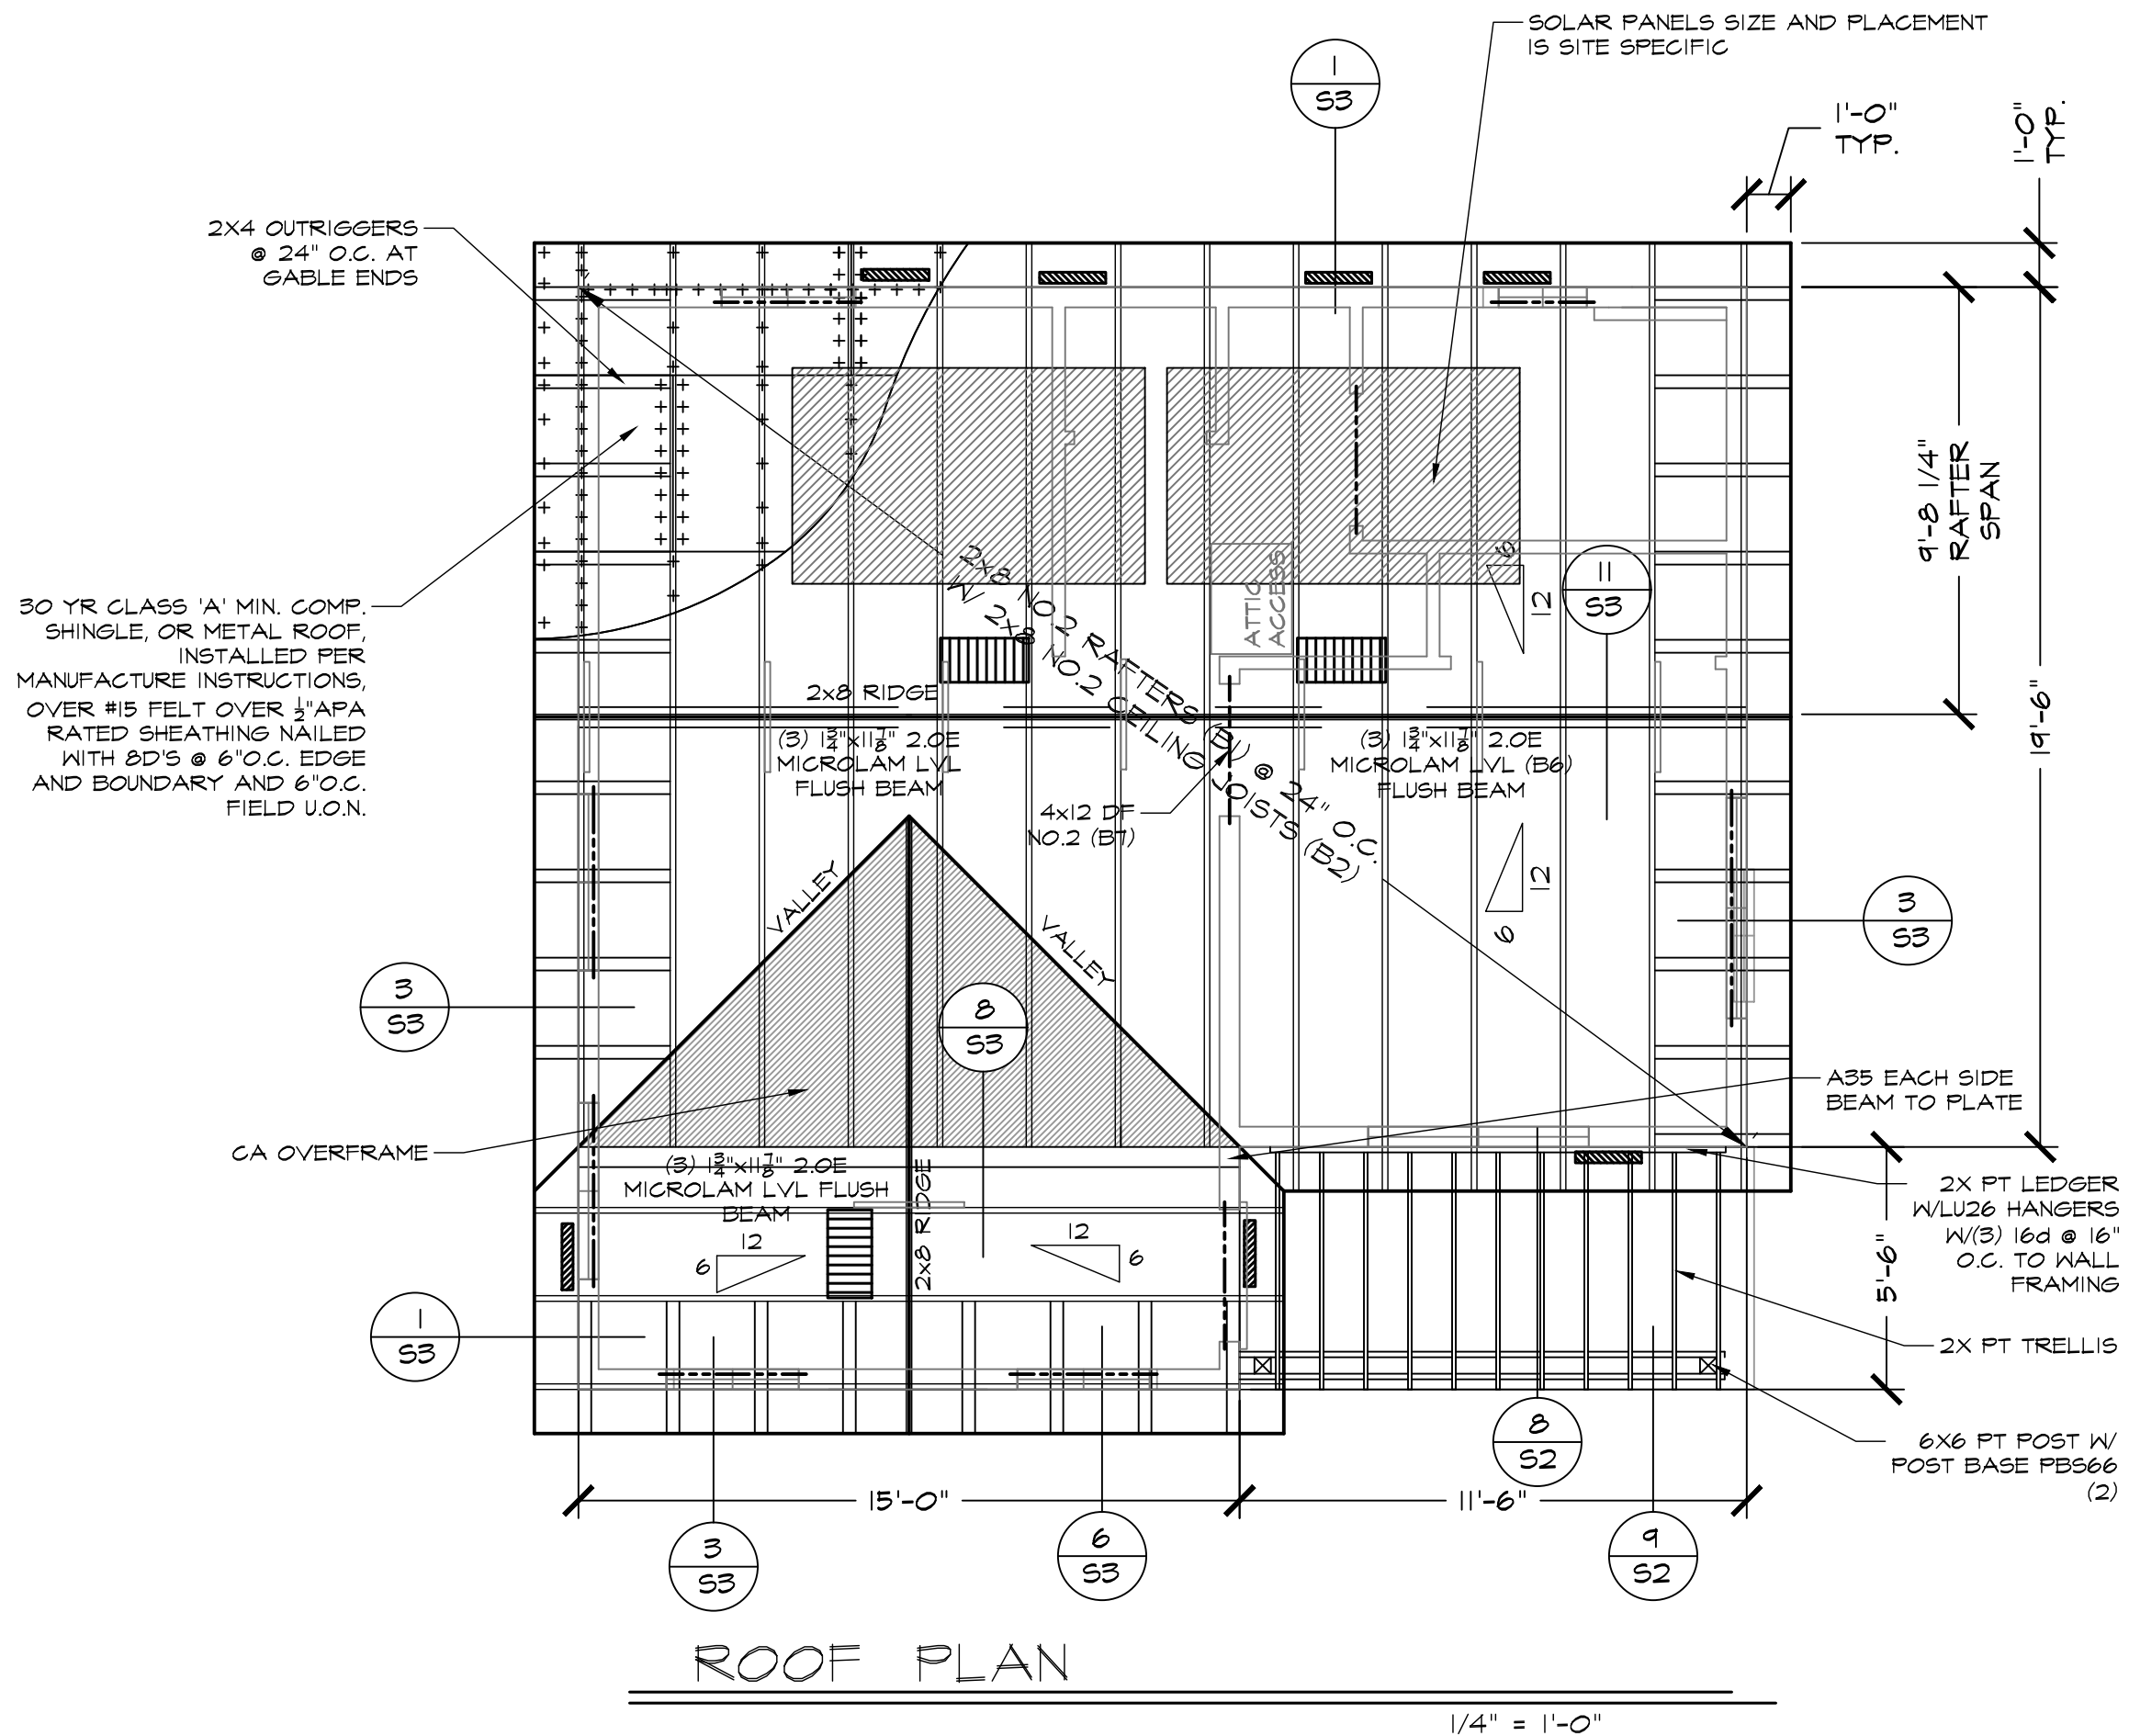 SOLAR PANELS SIZE AND PLACEMENT
IS SITE SPECIFIC
1
S3
1'-0"
TYP.
1'-0"
TYP.
2X4 OUTRIGGERS
@ 24" O.C. AT
GABLE ENDS
9'-8 1/4"
RAFTER
SPAN
19'-6"
30 YR CLASS 'A' MIN. COMP.
SHINGLE, OR METAL ROOF,
INSTALLED PER
MANUFACTURE INSTRUCTIONS,
OVER #15 FELT OVER ½"APA
RATED SHEATHING NAILED
WITH 8D'S @ 6"O.C. EDGE
AND BOUNDARY AND 6"O.C.
FIELD U.O.N.
2x8 NO.2 RAFTERS (B1) @ 24" O.C.
W/ 2x8 NO.2 CEILING JOISTS (B2)
ATTIC
ACCESS
6
12
11
S3
2x8 RIDGE
(3) 1¾"x11⅞" 2.0E
MICROLAM LVL
FLUSH BEAM
(3) 1¾"x11⅞" 2.0E
MICROLAM LVL (B6)
FLUSH BEAM
4x12 DF
NO.2 (B7)
12
6
VALLEY
VALLEY
3
S3
3
S3
8
S3
A35 EACH SIDE
BEAM TO PLATE
CA OVERFRAME
(3) 1¾"x11⅞" 2.0E
MICROLAM LVL FLUSH
BEAM
2x8 RIDGE
12
6
12
6
2X PT LEDGER
W/LU26 HANGERS
W/(3) 16d @ 16"
O.C. TO WALL
FRAMING
5'-6"
1
S3
2X PT TRELLIS
8
S2
6X6 PT POST W/
POST BASE PBS66
(2)
15'-0"
11'-6"
3
S3
6
S3
9
S2
ROOF PLAN
1/4" = 1'-0"